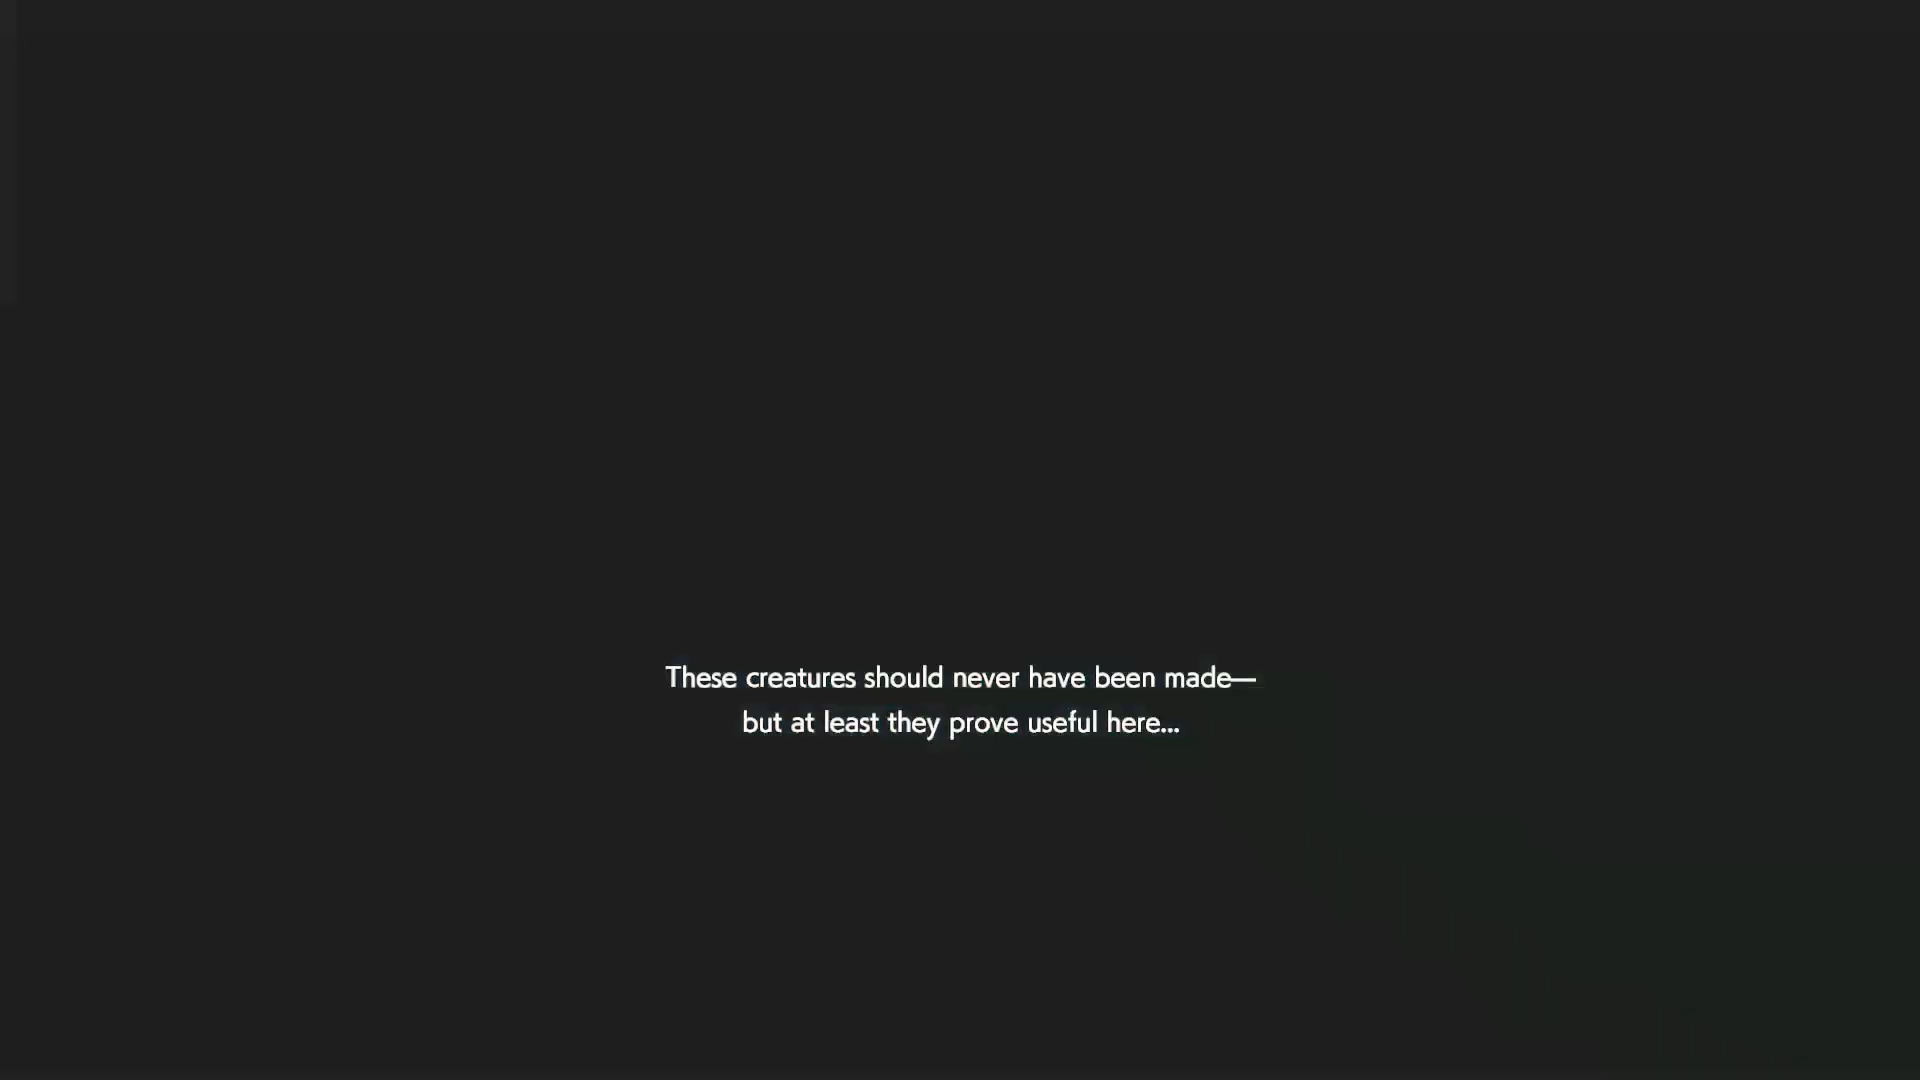 These creatures should never have been made—
but at least they prove useful here...